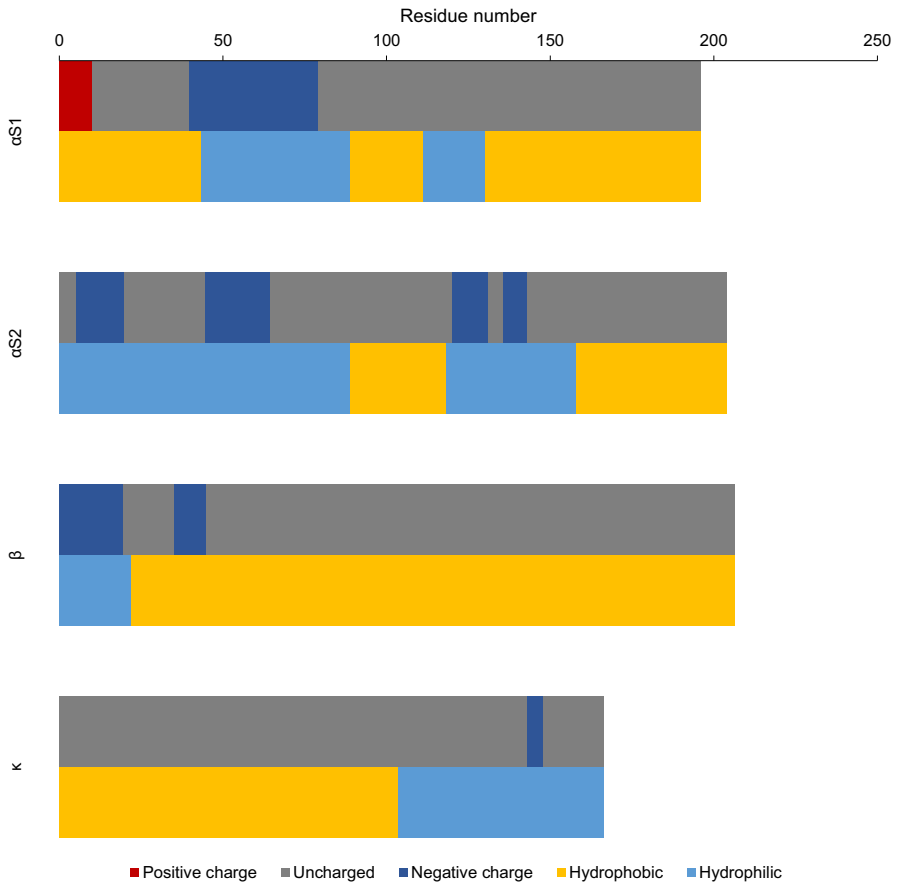 Residue number
0 50 100 150 200 250
αS1
αS2
β
κ
Positive charge Uncharged Negative charge Hydrophobic Hydrophilic